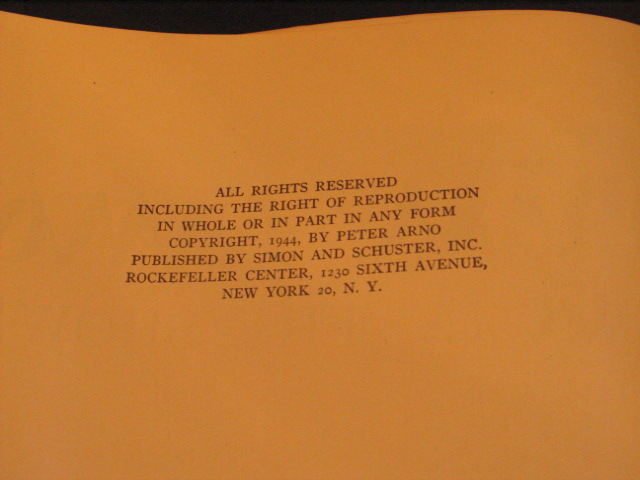 ALL RIGHTS RESERVED
INCLUDING THE RIGHT OF REPRODUCTION
IN WHOLE OR IN PART IN ANY FORM
COPYRIGHT, 1944, BY PETER ARNO
PUBLISHED BY SIMON AND SCHUSTER, INC.
ROCKEFELLER CENTER, 1230 SIXTH AVENUE,
NEW YORK 20, N. Y.